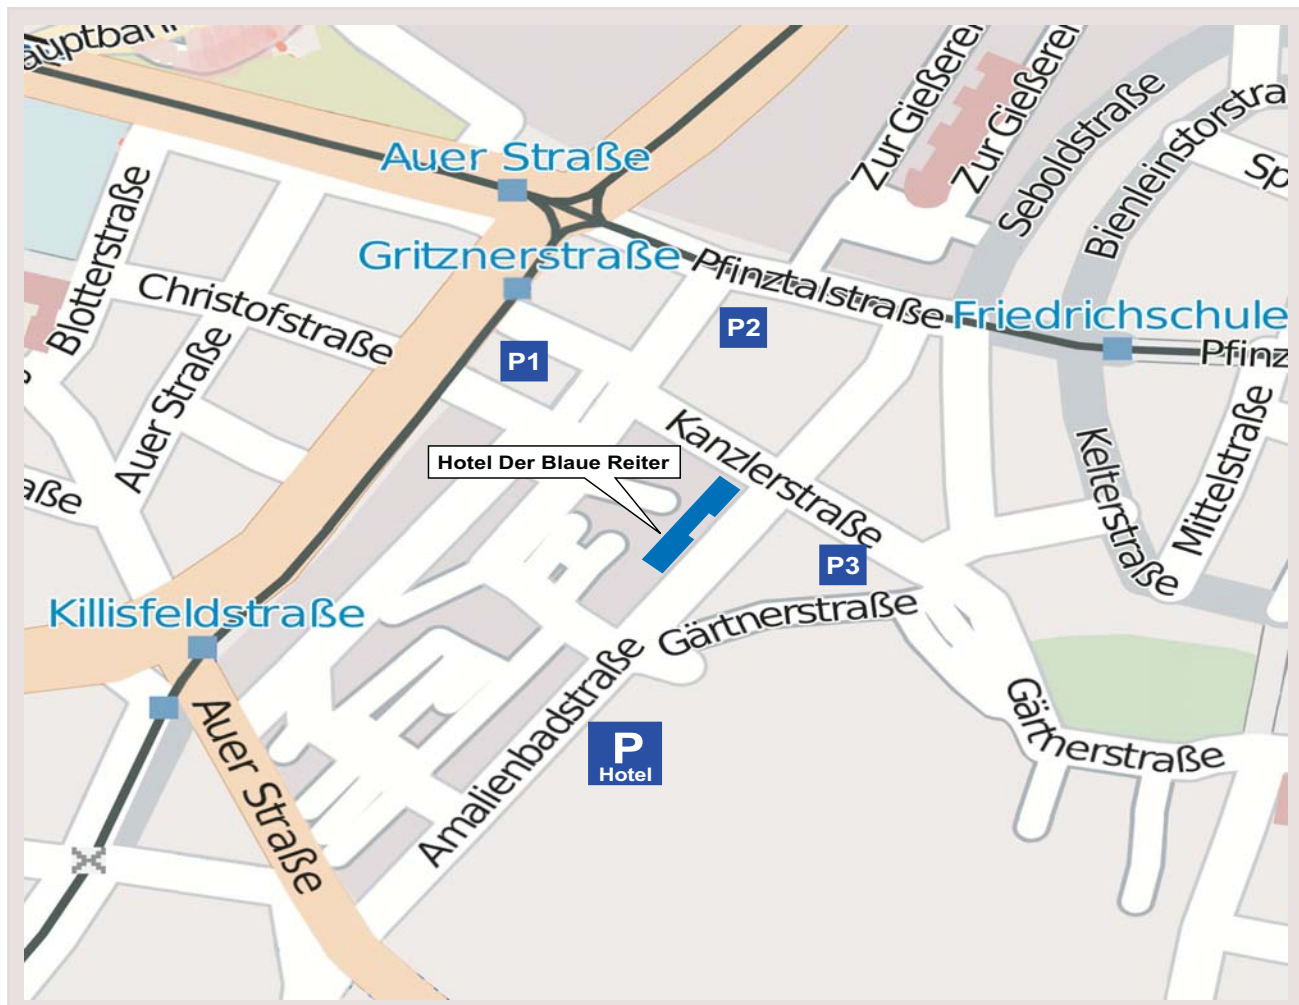 auptbah
Zur Gießerei
Zur Gießerei
Seboldstraße
Bienleinstorstra
Sp
Auer Straße
Blotterstraße
Gritznerstraße
Pfinztalstraße
Christofstraße
Friedrichschule
P2
P1
Pfinz
Auer Straße
Mittelstraße
Kanzlerstraße
Kelterstraße
Hotel Der Blaue Reiter
aße
P3
Killisfeldstraße
Gärtnerstraße
Amalienbadstraße
Auer Straße
Gärtnerstraße
P
Hotel